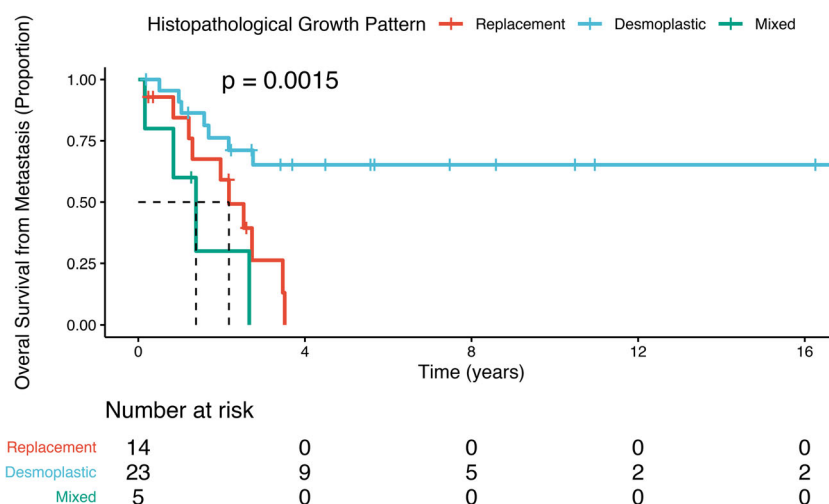 Histopathological Growth Pattern Replacement Desmoplastic Mixed
Overal Survival from Metastasis (Proportion)
p = 0.0015
1.00
0.75
0.50
0.25
0.00
0 4 8 12 16
Time (years)
Number at risk
Replacement 14 0 0 0 0
Desmoplastic 23 9 5 2 2
Mixed 5 0 0 0 0